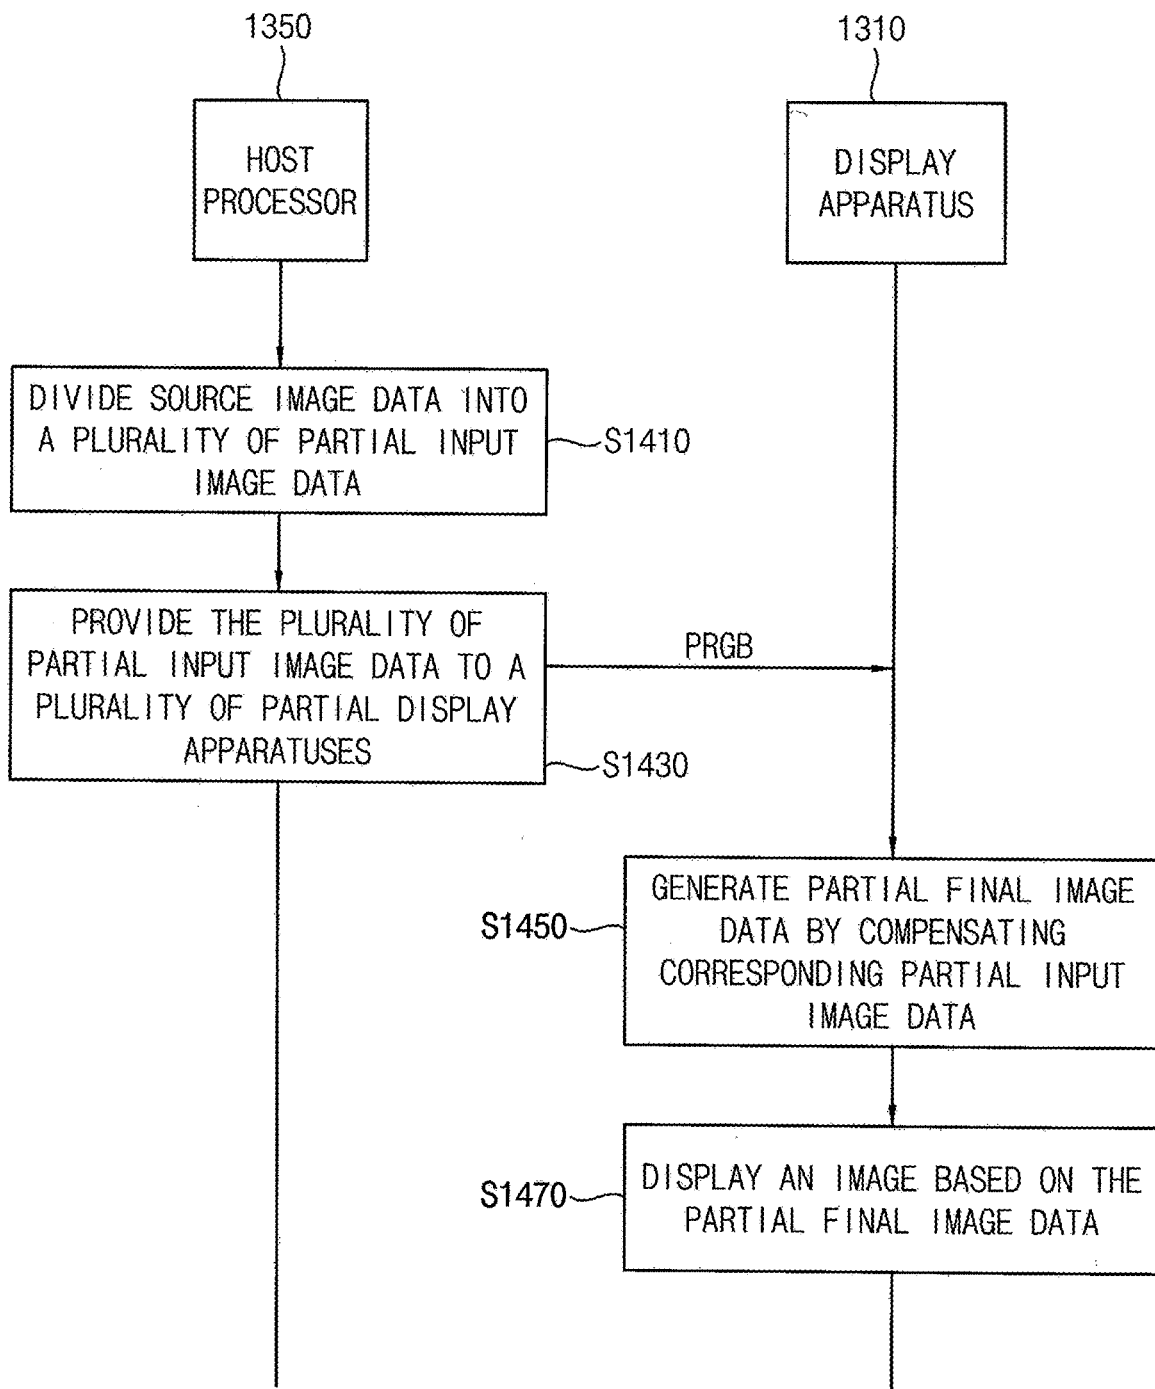 1350
1310
HOST
PROCESSOR
DISPLAY
APPARATUS
DIVIDE SOURCE IMAGE DATA INTO
A PLURALITY OF PARTIAL INPUT
IMAGE DATA
S1410
PROVIDE THE PLURALITY OF
PARTIAL INPUT IMAGE DATA TO A
PLURALITY OF PARTIAL DISPLAY
APPARATUSES
S1430
PRGB
GENERATE PARTIAL FINAL IMAGE
DATA BY COMPENSATING
CORRESPONDING PARTIAL INPUT
IMAGE DATA
S1450
DISPLAY AN IMAGE BASED ON THE
PARTIAL FINAL IMAGE DATA
S1470